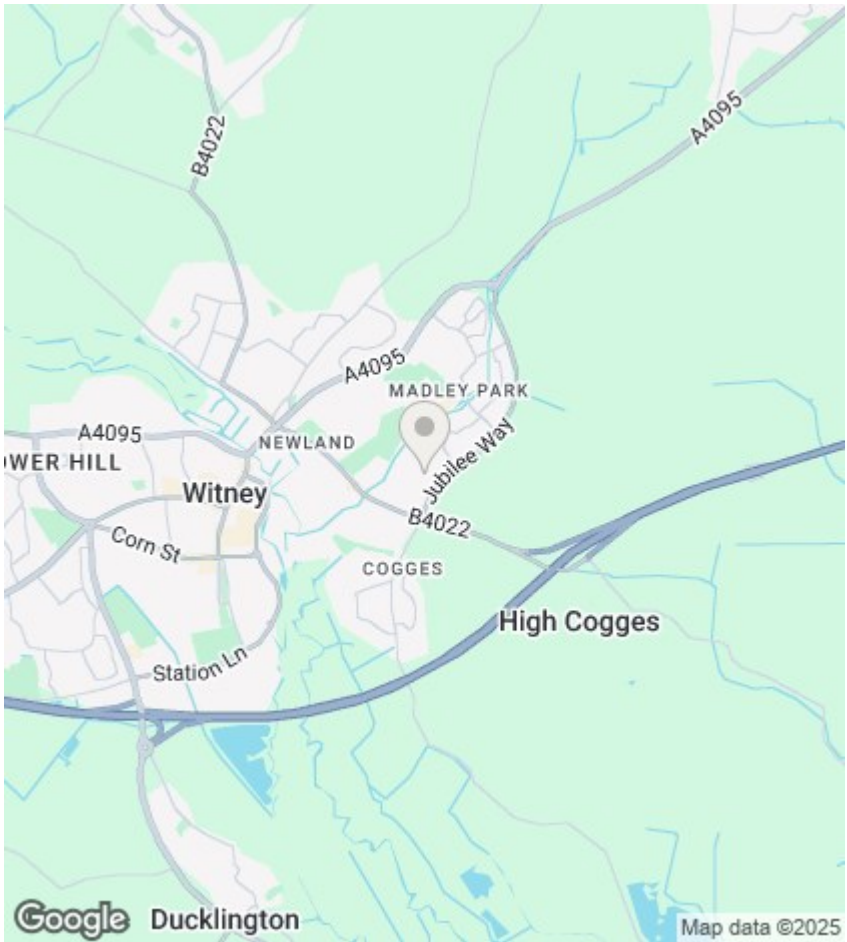 A4095
B4022
A4095
MADLEY PARK
A4095
NEWLAND
OWER HILL
Jubilee Way
Witney
B4022
Corn St
COGGES
High Cogges
Station Ln
Google
Ducklington
Map data ©2025